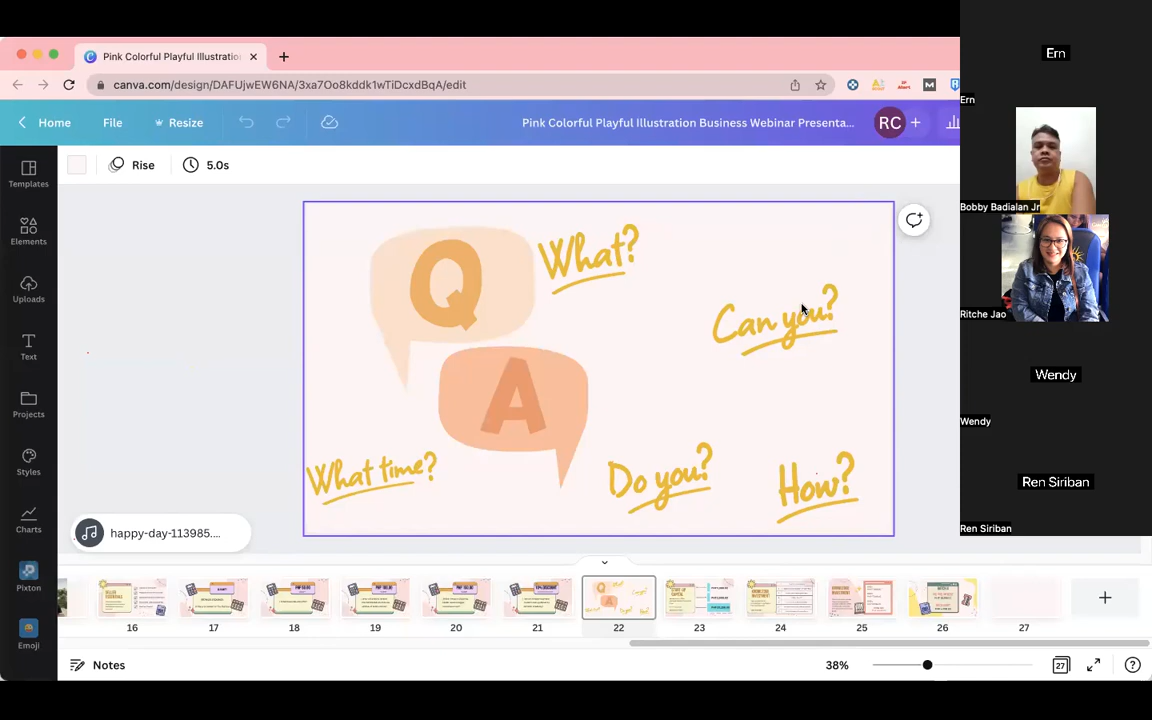 Pink Colorful Playful Illustratio
canva.com/design/DAFUjwEW6NA/3xa7Oo8kddk1wTiDcxdBqA/edit
Home
File
Resize
Pink Colorful Playful Illustration Business Webinar Presenta...
RC
Rise
5.0s
Templates
Elements
Uploads
Text
Projects
Styles
Charts
Pixton
Emoji
Q
What?
Can you?
A
What time?
Do you?
How?
happy-day-113985....
16
17
18
19
20
21
22
23
24
25
26
27
Notes
38%
27
Ern
Ern
Bobby Badialan Jr
Ritche Jao
Wendy
Wendy
Ren Siriban
Ren Siriban